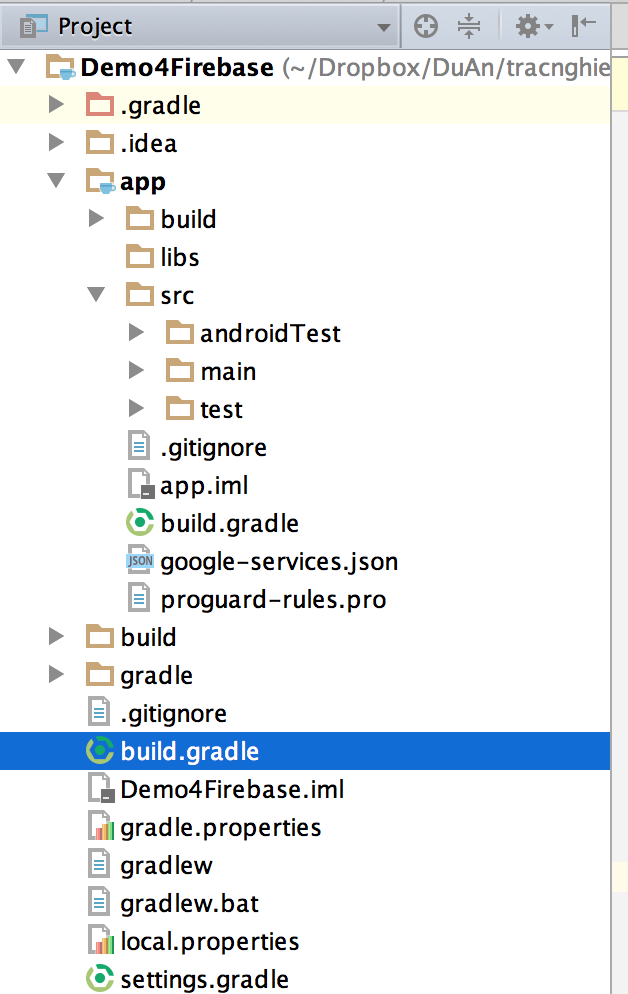 Project
Demo4Firebase (~/Dropbox/DuAn/tracnghie
.gradle
.idea
app
build
libs
src
androidTest
main
test
.gitignore
app.iml
build.gradle
JSON google-services.json
proguard-rules.pro
build
gradle
.gitignore
build.gradle
Demo4Firebase.iml
gradle.properties
gradlew
gradlew.bat
local.properties
settings.gradle